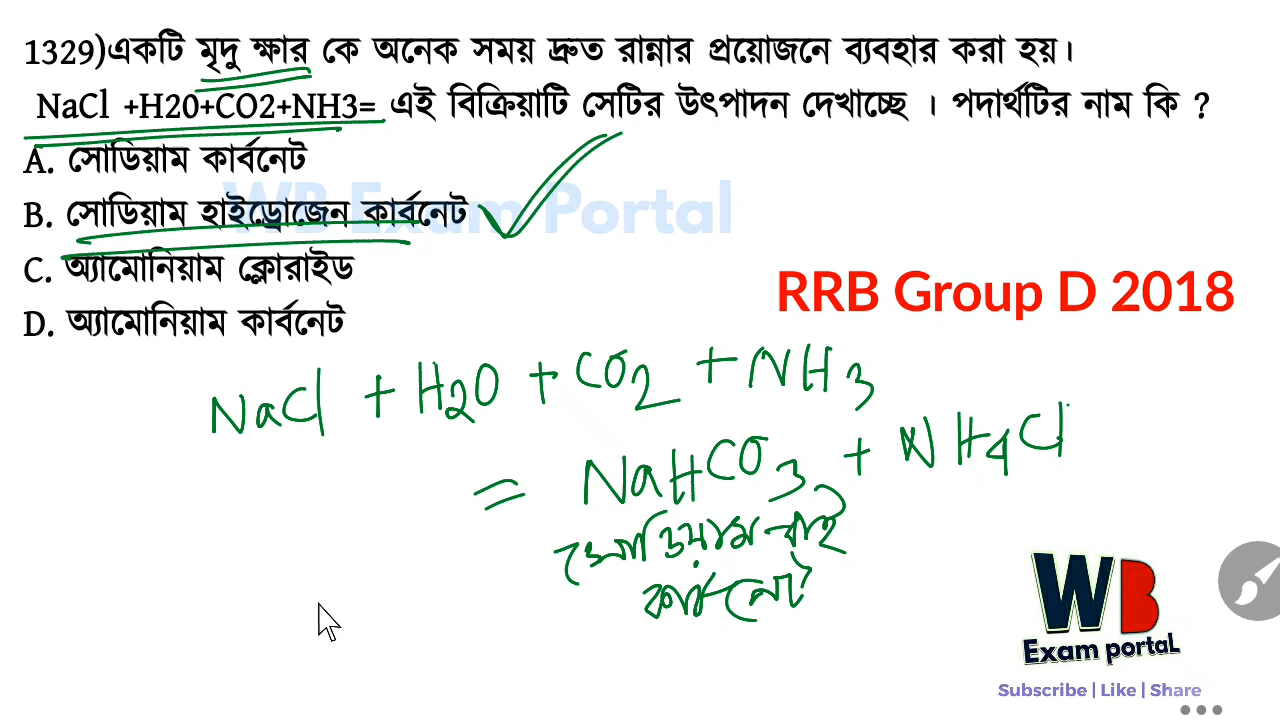 1329)একটি মৃদু ক্ষার কে অনেক সময় দ্রুত রান্নার প্রয়োজনে ব্যবহার করা হয়।
NaCl +H20+CO2+NH3= এই বিক্রিয়াটি সেটির উৎপাদন দেখাচ্ছে । পদার্থটির নাম কি ?
A. সোডিয়াম কার্বনেট
B. সোডিয়াম হাইড্রোজেন কার্বনেট
WB Exam Portal
C. অ্যামোনিয়াম ক্লোরাইড
RRB Group D 2018
D. অ্যামোনিয়াম কার্বনেট
NaCl + H2O + CO2 + NH3
= NaHCO3 + NH4Cl
সোডিয়াম বাই
কার্বনেট
WB
Exam portal
Subscribe | Like | Share